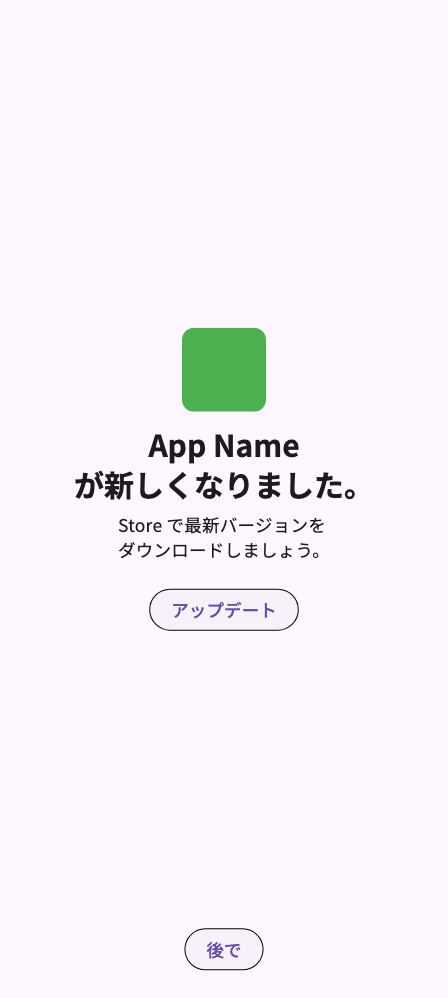 App Name
が新しくなりました。
Store で最新バージョンを
ダウンロードしましょう。
アップデート
後で